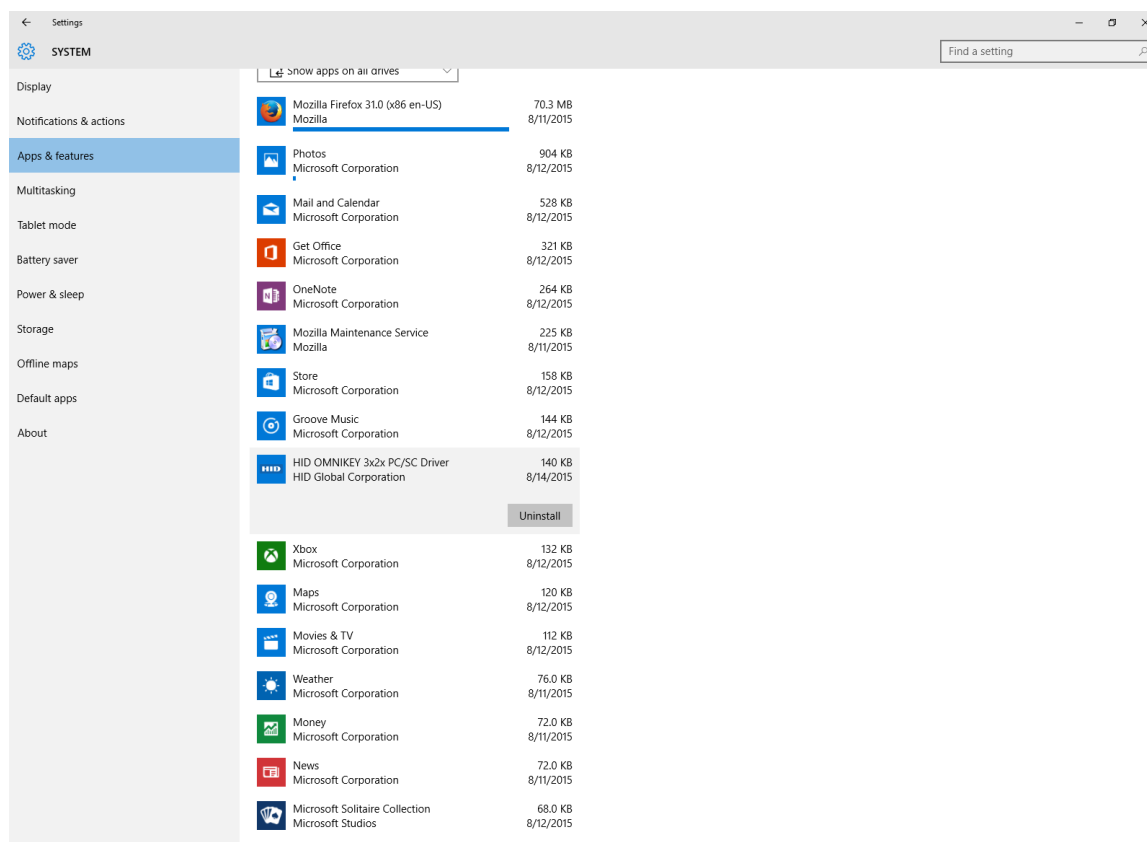 Settings
SYSTEM
Find a setting
Display
Notifications & actions
Apps & features
Multitasking
Tablet mode
Battery saver
Power & sleep
Storage
Offline maps
Default apps
About
Show apps on all drives
Mozilla Firefox 31.0 (x86 en-US) 70.3 MB
Mozilla 8/11/2015
Photos 904 KB
Microsoft Corporation 8/12/2015
Mail and Calendar 528 KB
Microsoft Corporation 8/12/2015
Get Office 321 KB
Microsoft Corporation 8/12/2015
OneNote 264 KB
Microsoft Corporation 8/12/2015
Mozilla Maintenance Service 225 KB
Mozilla 8/11/2015
Store 158 KB
Microsoft Corporation 8/12/2015
Groove Music 144 KB
Microsoft Corporation 8/12/2015
HID
HID OMNIKEY 3x2x PC/SC Driver 140 KB
HID Global Corporation 8/14/2015
Uninstall
Xbox 132 KB
Microsoft Corporation 8/12/2015
Maps 120 KB
Microsoft Corporation 8/12/2015
Movies & TV 112 KB
Microsoft Corporation 8/12/2015
Weather 76.0 KB
Microsoft Corporation 8/11/2015
Money 72.0 KB
Microsoft Corporation 8/11/2015
News 72.0 KB
Microsoft Corporation 8/11/2015
Microsoft Solitaire Collection 68.0 KB
Microsoft Studios 8/12/2015